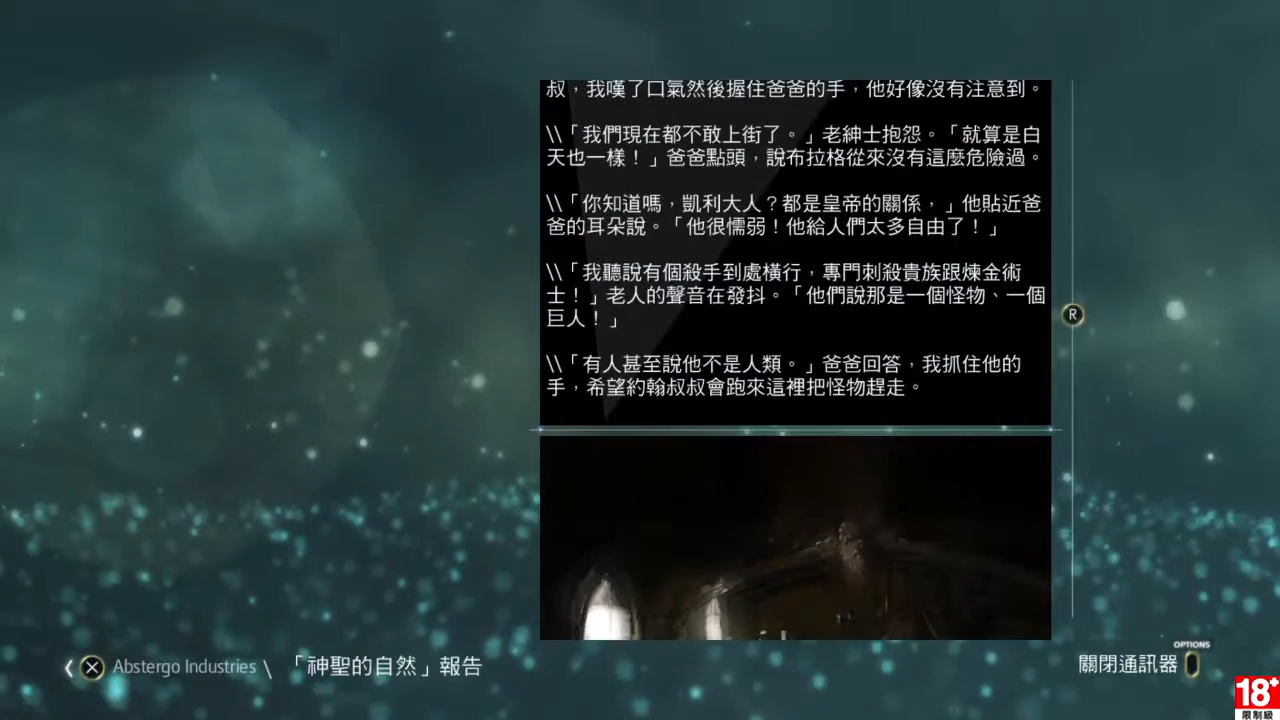 叔，我嘆了口氣然後握住爸爸的手，他好像沒有注意到。
\\「我們現在都不敢上街了。」老紳士抱怨。「就算是白
天也一樣！」爸爸點頭，說布拉格從來沒有這麼危險過。
\\「你知道嗎，凱利大人？都是皇帝的關係，」他貼近爸
爸的耳朵說。「他很懦弱！他給人們太多自由了！」
\\「我聽說有個殺手到處橫行，專門刺殺貴族跟煉金術
士！」老人的聲音在發抖。「他們說那是一個怪物、一個
巨人！」
\\「有人甚至說他不是人類。」爸爸回答，我抓住他的
手，希望約翰叔叔會跑來這裡把怪物趕走。
R
Abstergo Industries \ 「神聖的自然」報告
OPTIONS
關閉通訊器
18+
限制級